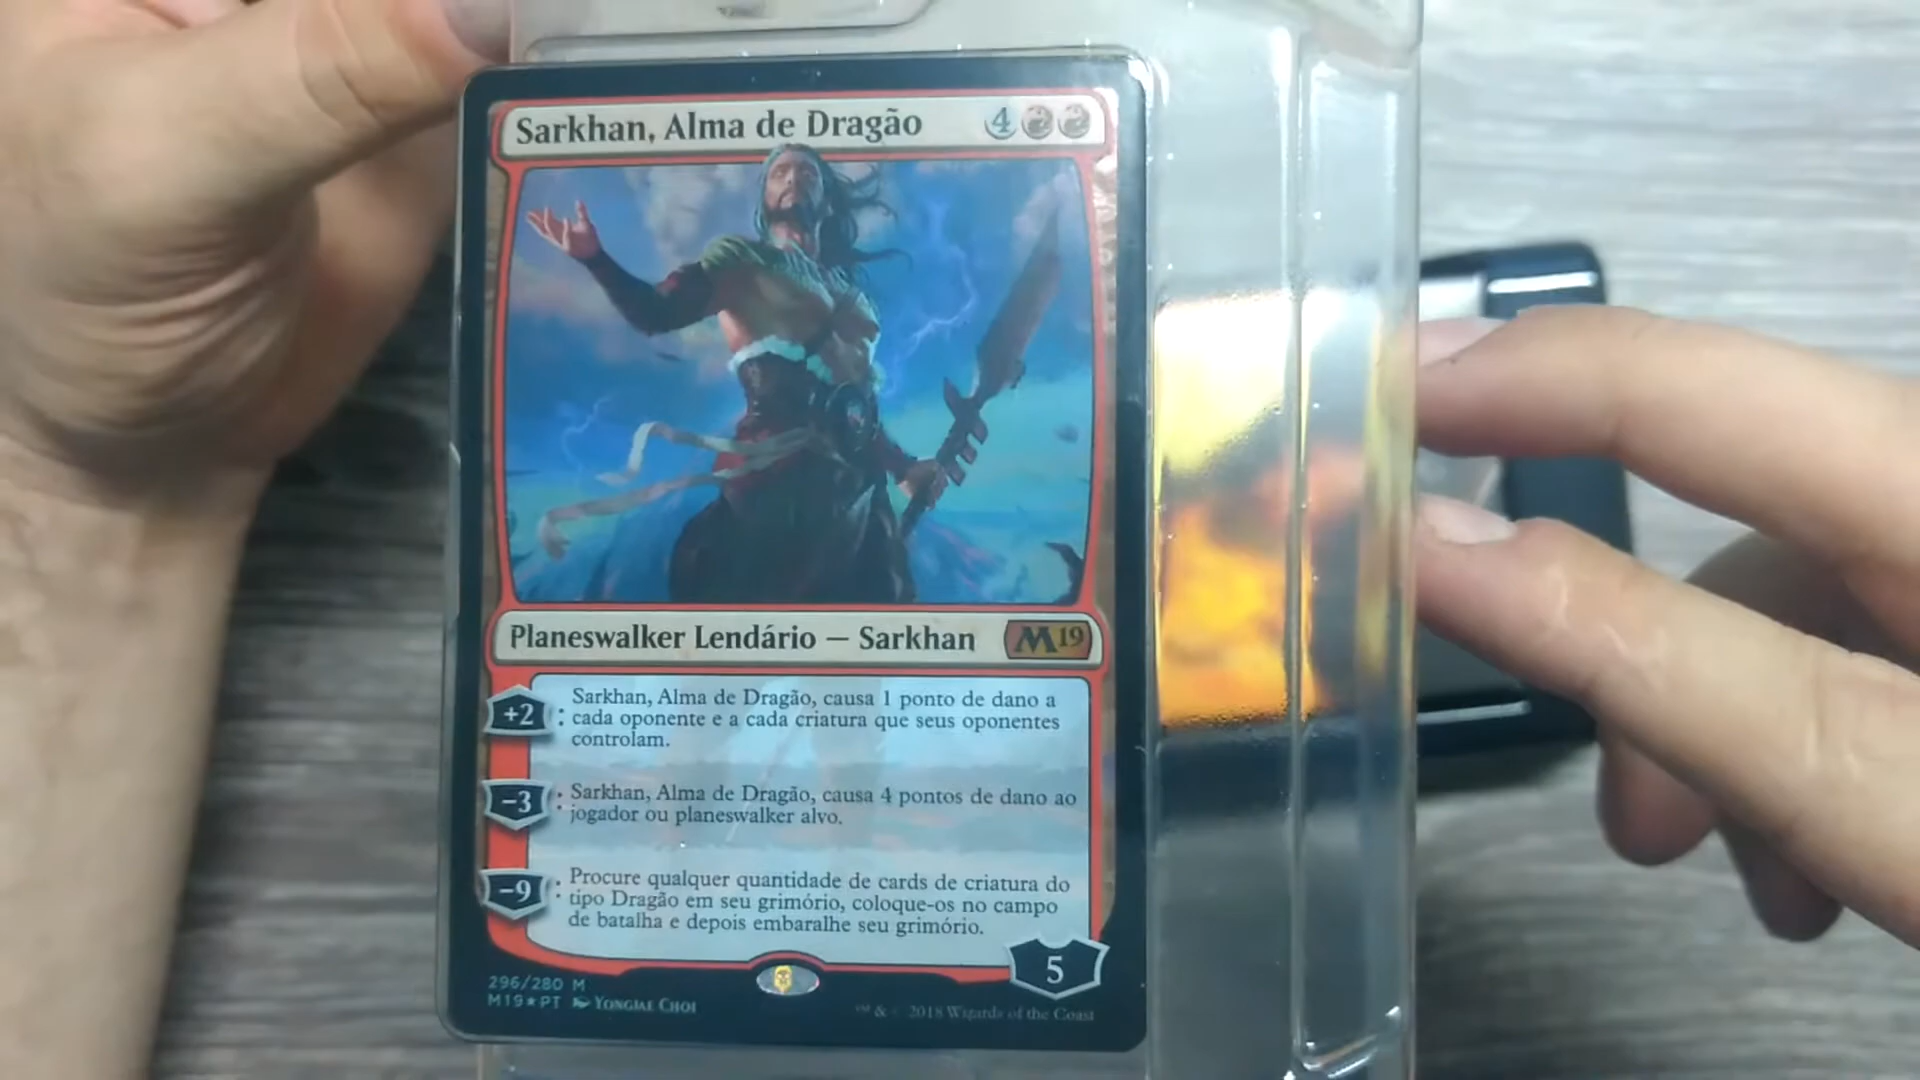 Sarkhan, Alma de Dragão 4
Planeswalker Lendário — Sarkhan M19
+2: Sarkhan, Alma de Dragão, causa 1 ponto de dano a
cada oponente e a cada criatura que seus oponentes
controlam.
−3: Sarkhan, Alma de Dragão, causa 4 pontos de dano ao
jogador ou planeswalker alvo.
−9: Procure qualquer quantidade de cards de criatura do
tipo Dragão em seu grimório, coloque-os no campo
de batalha e depois embaralhe seu grimório.
5
296/280 M
M19★PT Yongjae Choi
™ & © 2018 Wizards of the Coast